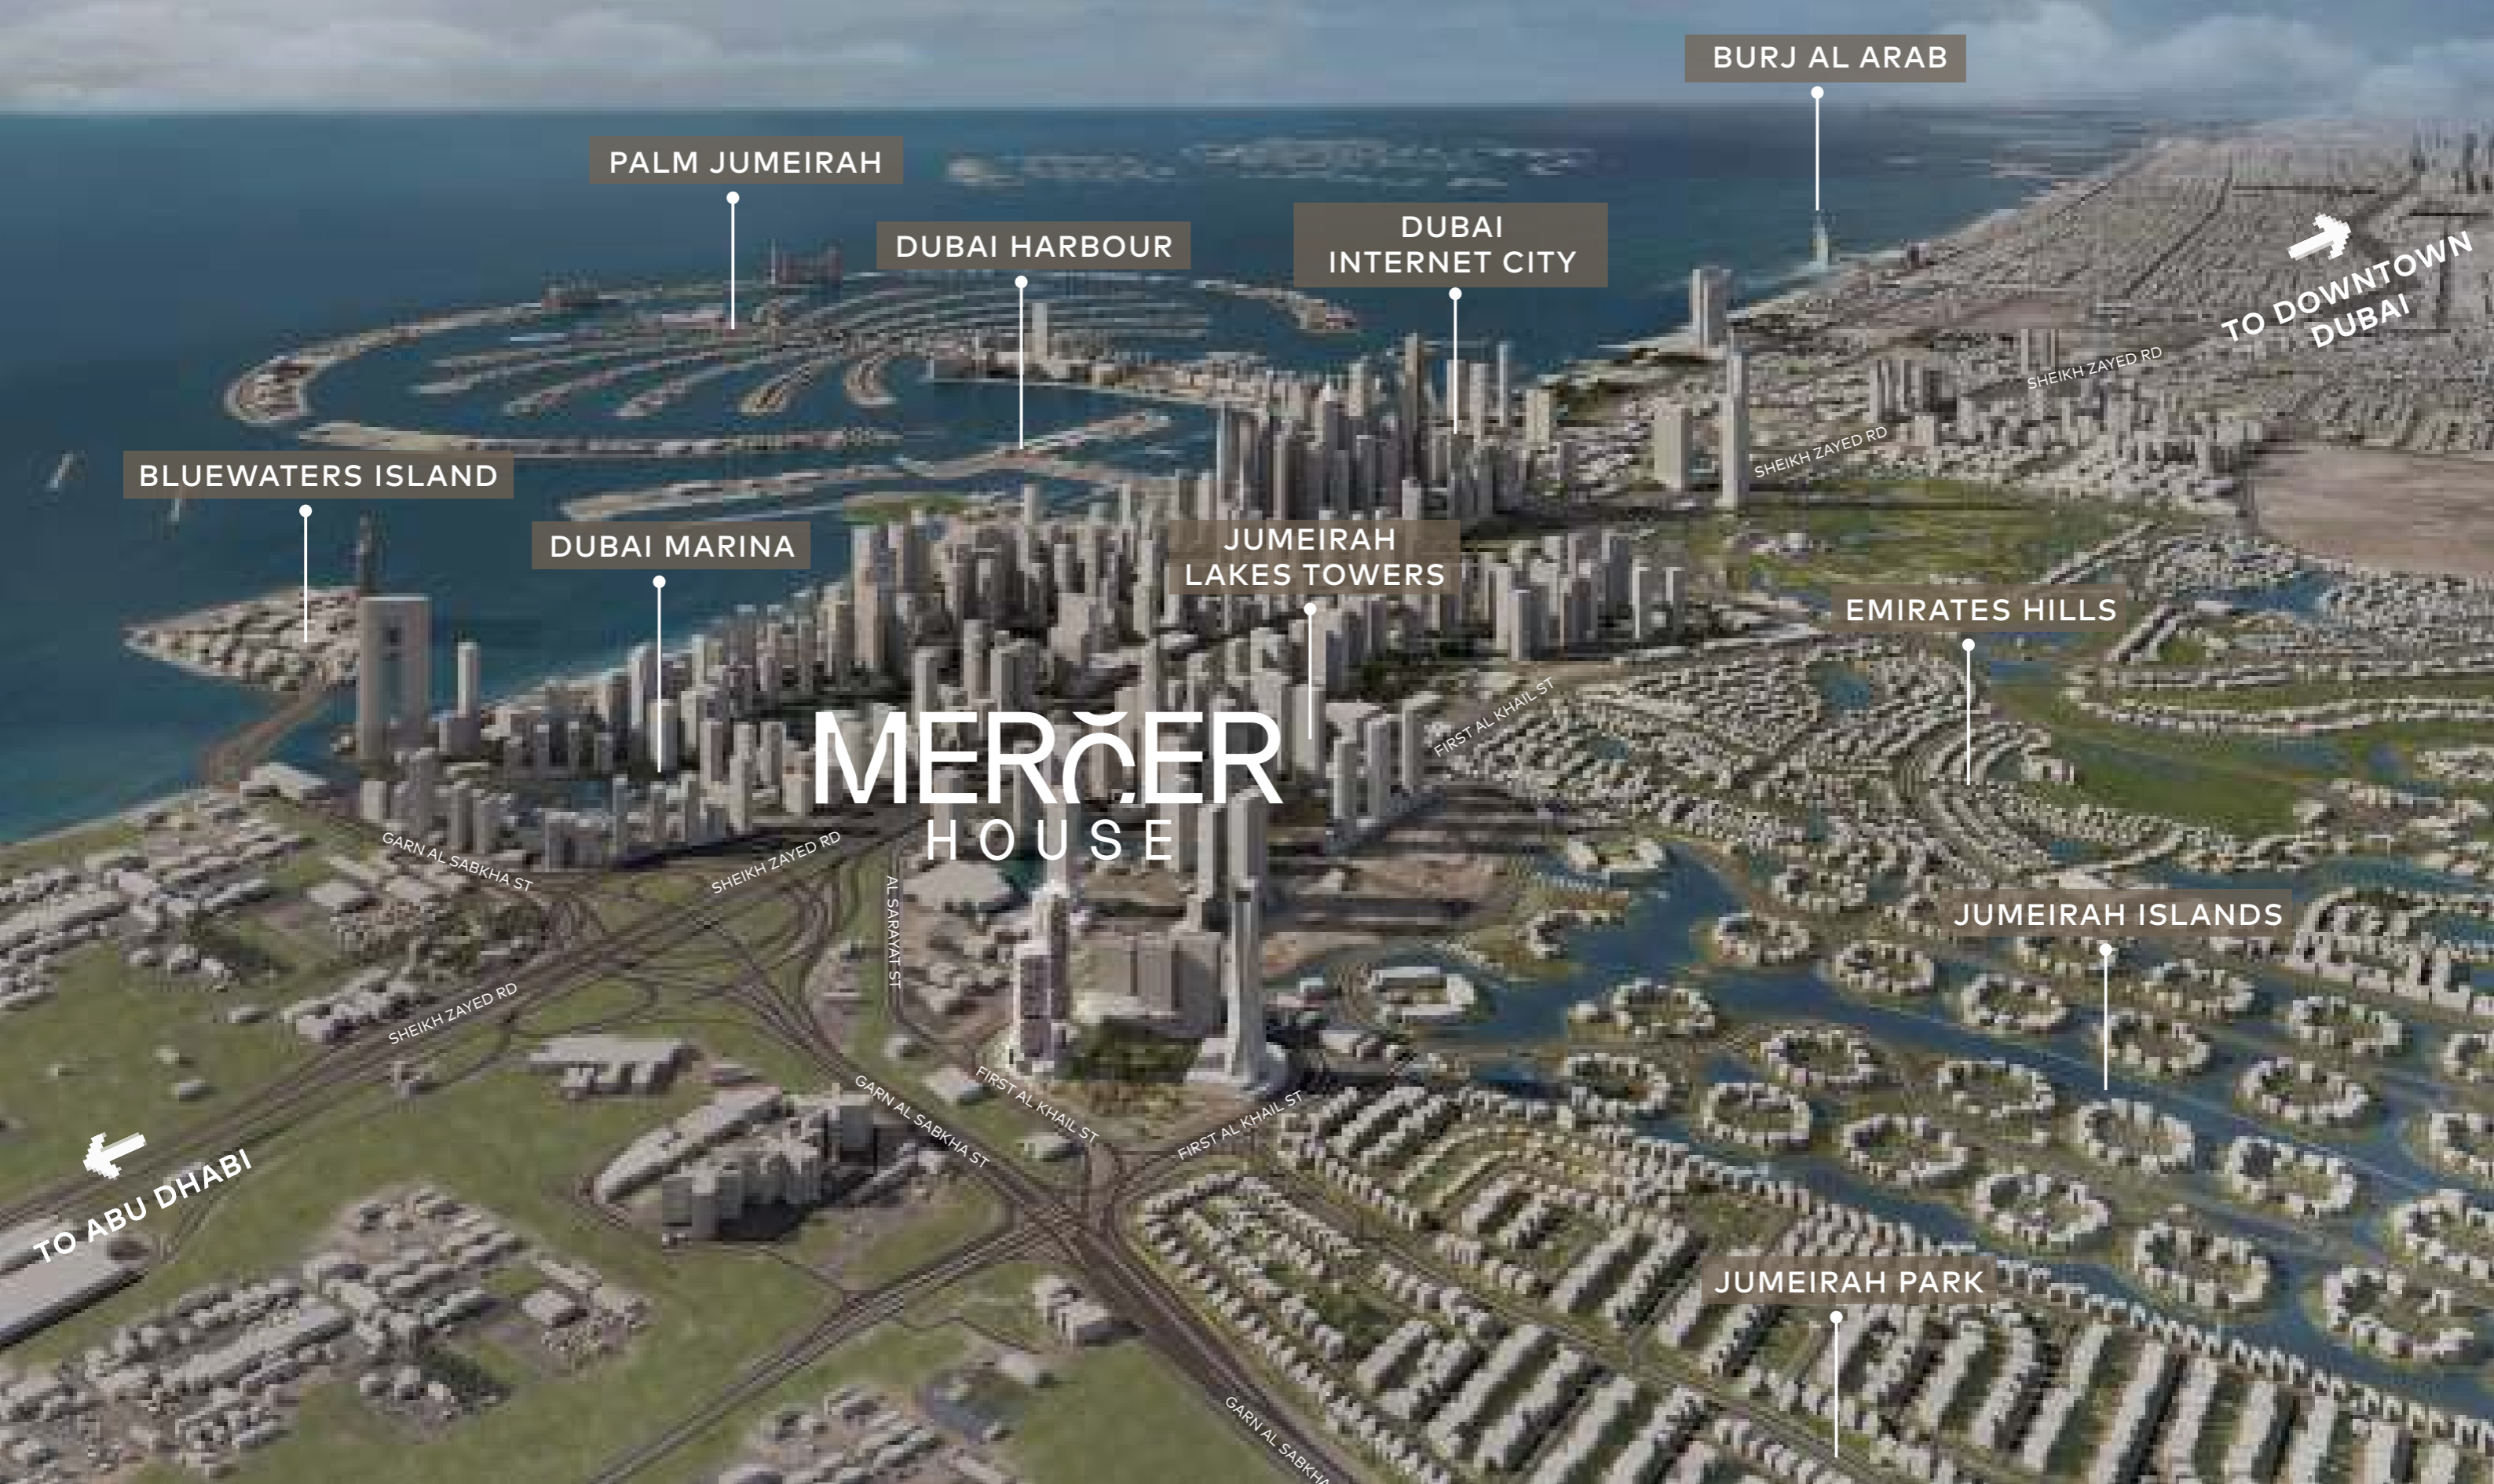 BURJ AL ARAB
PALM JUMEIRAH
DUBAI
INTERNET CITY
DUBAI HARBOUR
TO DOWNTOWN
DUBAI
SHEIKH ZAYED RD
SHEIKH ZAYED RD
BLUEWATERS ISLAND
DUBAI MARINA
JUMEIRAH
LAKES TOWERS
EMIRATES HILLS
FIRST AL KHAIL ST
MERCER
HOUSE
GARN AL SABKHA ST
SHEIKH ZAYED RD
AL SARAYAT ST
JUMEIRAH ISLANDS
SHEIKH ZAYED RD
GARN AL SABKHA ST
FIRST AL KHAIL ST
FIRST AL KHAIL ST
TO ABU DHABI
JUMEIRAH PARK
GARN AL SABKHA